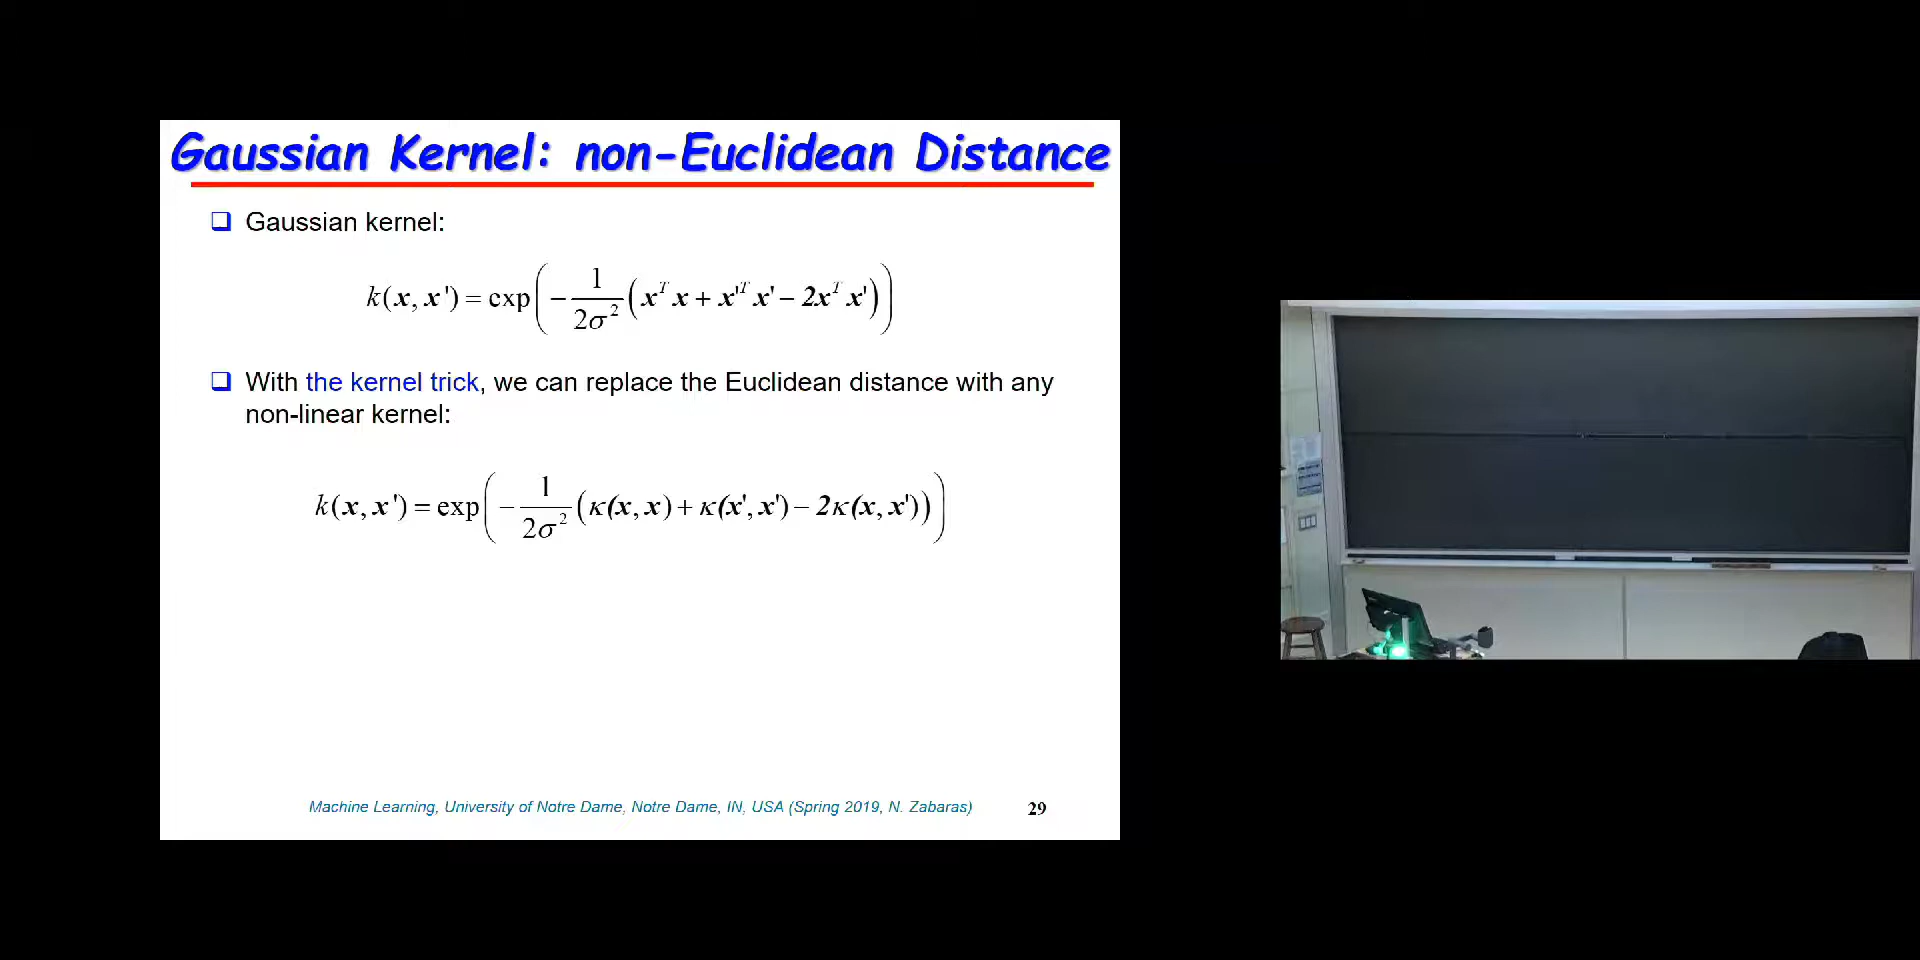 Gaussian Kernel: non-Euclidean Distance
❑ Gaussian kernel:
k(x, x') = exp(−1/(2σ²) (xᵀx + x'ᵀx' − 2xᵀx'))
❑ With the kernel trick, we can replace the Euclidean distance with any
non-linear kernel:
k(x, x') = exp(−1/(2σ²) (κ(x, x) + κ(x', x') − 2κ(x, x')))
Machine Learning, University of Notre Dame, Notre Dame, IN, USA (Spring 2019, N. Zabaras)
29